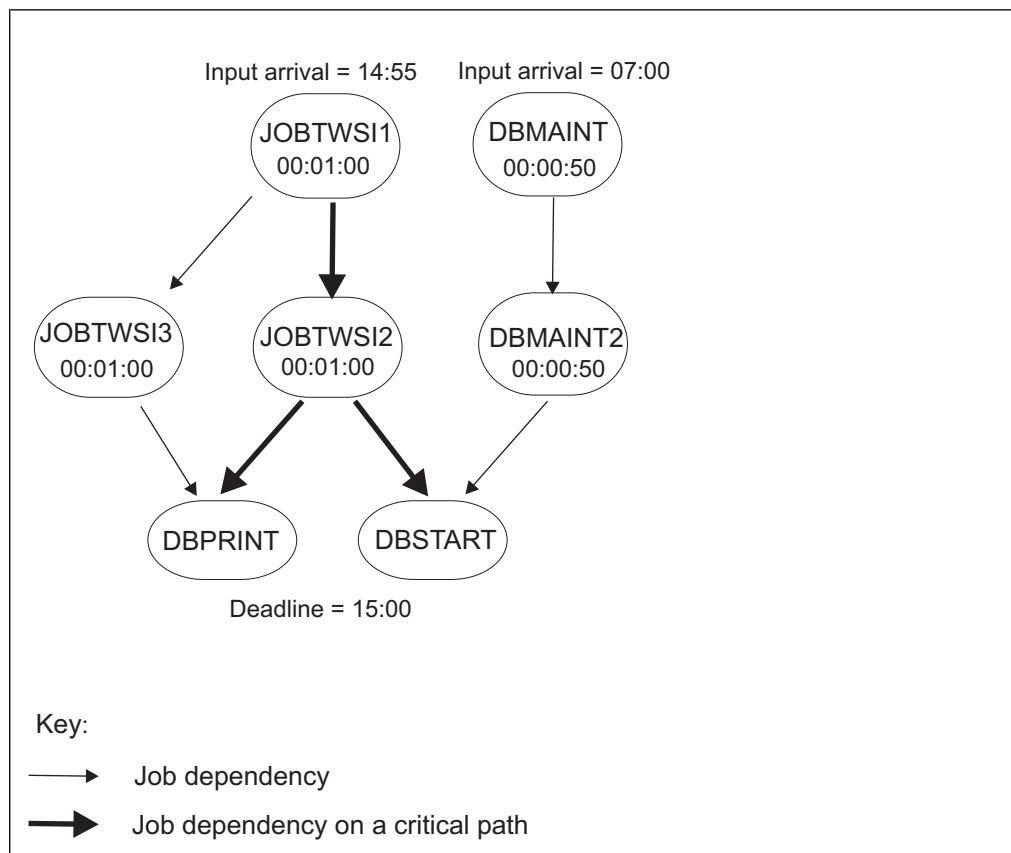 Input arrival = 14:55
Input arrival = 07:00
JOBTWSI1
00:01:00
DBMAINT
00:00:50
JOBTWSI3
00:01:00
JOBTWSI2
00:01:00
DBMAINT2
00:00:50
DBPRINT
DBSTART
Deadline = 15:00
Key:
Job dependency
Job dependency on a critical path